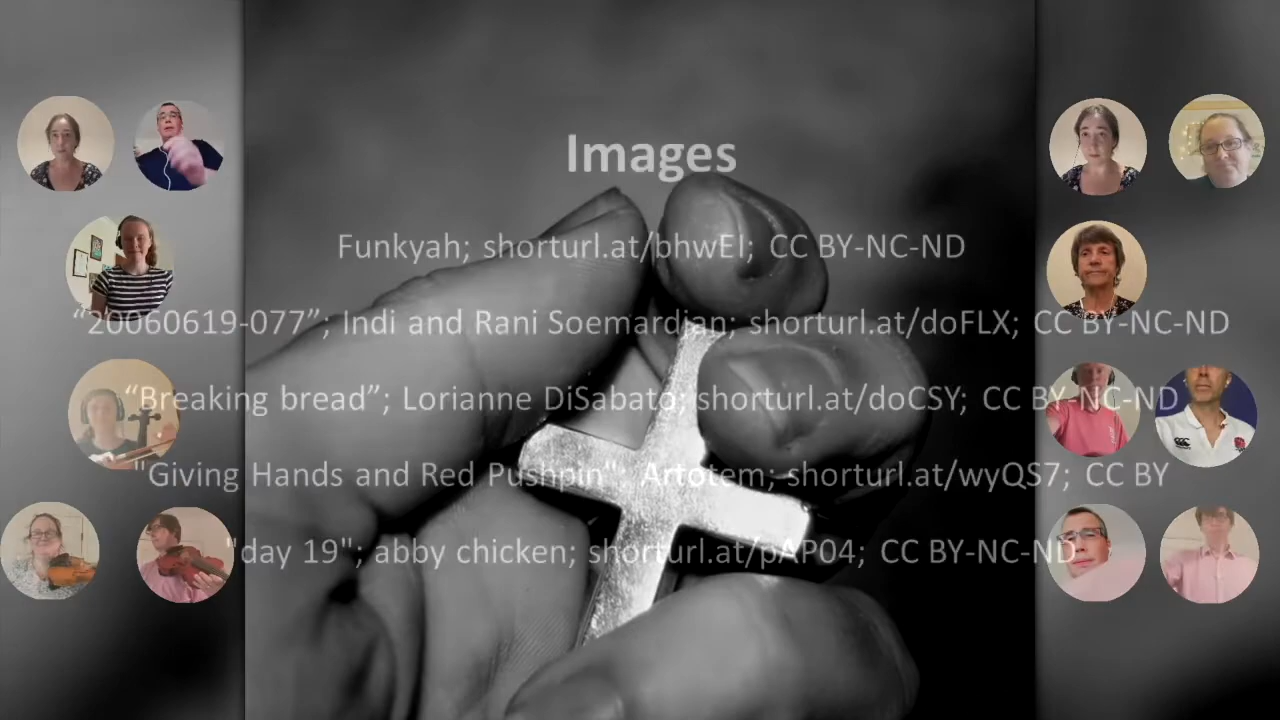 Images
Funkyah; shorturl.at/bhwEI; CC BY-NC-ND
“20060619-077”; Indi and Rani Soemardjan; shorturl.at/doFLX; CC BY-NC-ND
“Breaking bread”; Lorianne DiSabato; shorturl.at/doCSY; CC BY-NC-ND
"Giving Hands and Red Pushpin"; Artotem; shorturl.at/wyQS7; CC BY
"day 19"; abby chicken; shorturl.at/pAP04; CC BY-NC-ND